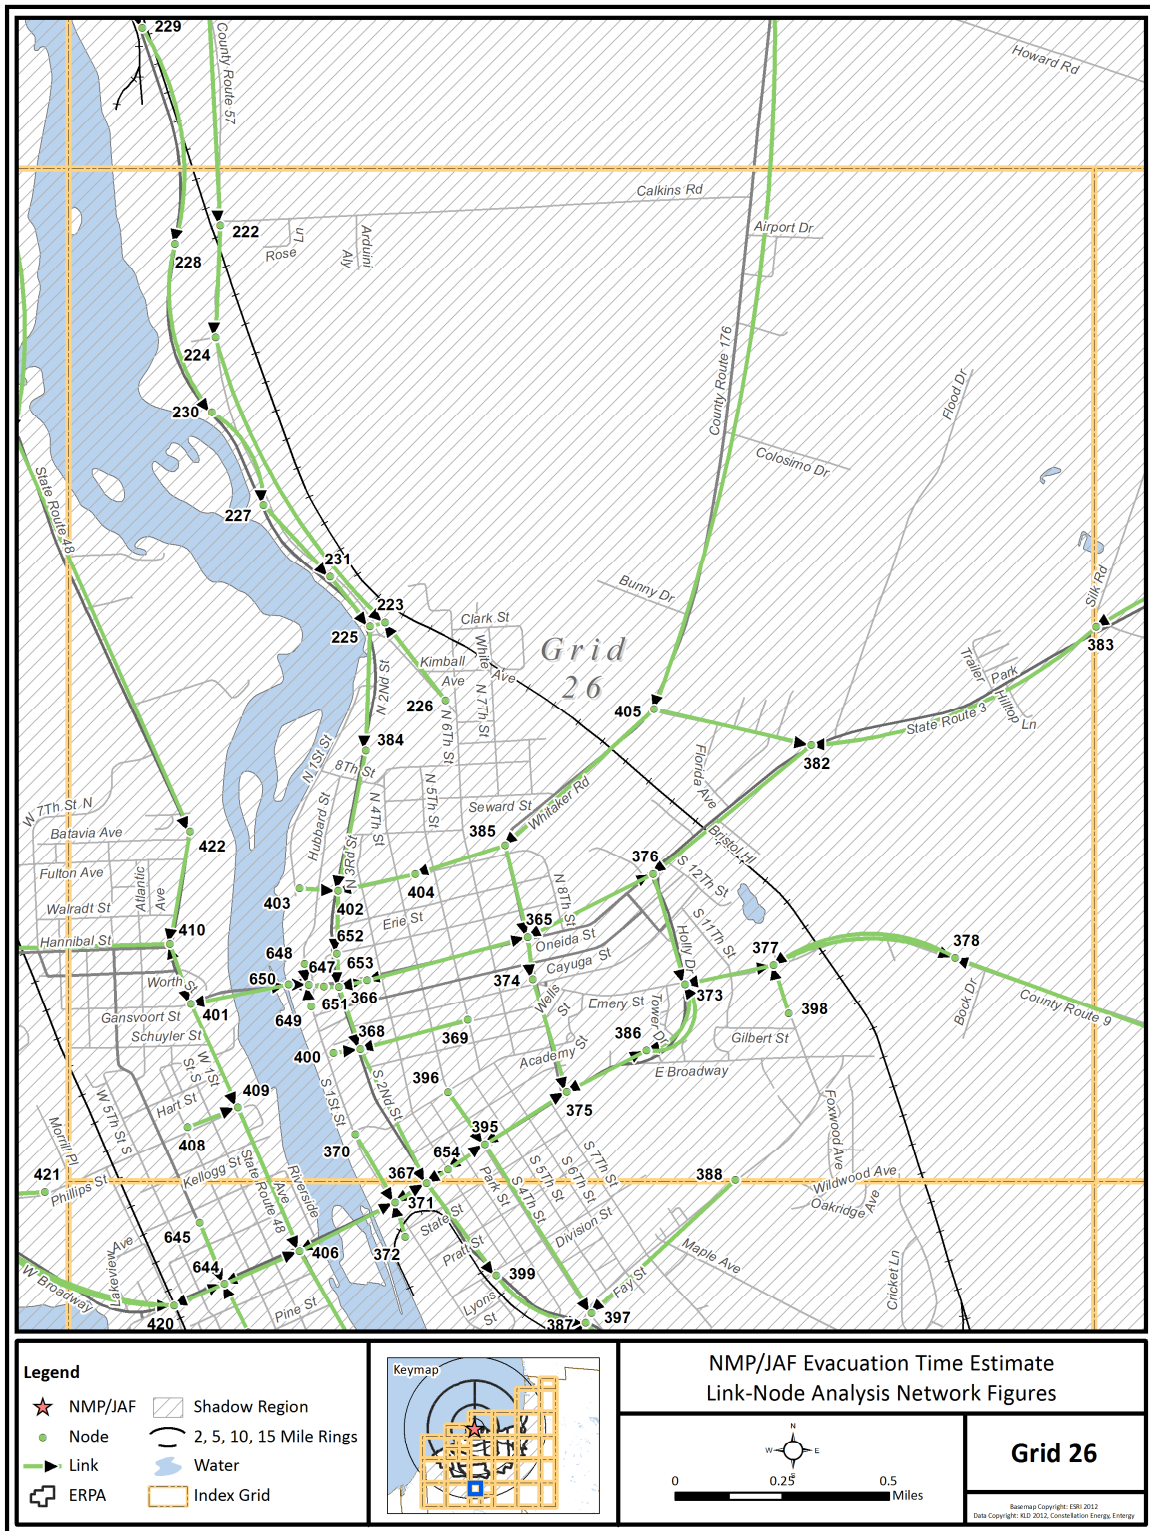 229
County Route 57
Howard Rd
Calkins Rd
222
Rose
Ln
Arduini
Aly
Airport Dr
228
224
County Route 176
230
Flood Dr
Colosimo Dr
State Route 48
227
231
Bunny Dr
Silk Rd
223
Clark St
225
White
Ave
Kimball
Ave
Grid
26
383
Trailer
Park
Hilltop
Ln
N 2Nd St
N 7Th St
226
N 6Th St
405
State Route 3
384
382
N 1St St
8Th St
Florida Ave
N 5Th St
N 4Th St
Hubbard St
Seward St
Whitaker Rd
W 7Th St N
Batavia Ave
422
385
Bristol Hl
N 3Rd St
376
S 12Th St
Fulton Ave
Atlantic
Ave
404
N 8Th St
403
402
Walradt St
Erie St
365
S 11Th St
410
Hannibal St
652
Oneida St
Holly Dr
377
378
648
647
653
Cayuga St
650
374
Worth St
366
651
Wells
St
Emery St
Tower Dr
373
Bock Dr
County Route 9
401
Gansvoort St
649
398
Schuyler St
368
369
386
Gilbert St
400
Academy St
E Broadway
W 1St
St S
396
S 1St St
S 2Nd St
409
375
W 5Th St S
Hart St
Foxwood Ave
408
395
Morrill Pl
370
S 7Th St
654
S 6Th St
S 5Th St
421
Kellogg St
367
388
Wildwood Ave
Phillips St
State Route 48
Riverside
Ave
Park St
S 4Th St
371
Oakridge
Ave
State St
Division St
645
406
372
Pratt St
Maple Ave
Lakeview
Ave
644
399
Cricket Ln
W Broadway
Fay St
Pine St
Lyons
St
420
387
397
Legend
NMP/JAF
Shadow Region
Node
2, 5, 10, 15 Mile Rings
Link
Water
ERPA
Index Grid
Keymap
NMP/JAF Evacuation Time Estimate
Link-Node Analysis Network Figures
N
W
E
S
0
0.25
0.5
Miles
Grid 26
Basemap Copyright: ESRI 2012
Data Copyright: KLD 2012, Constellation Energy, Entergy